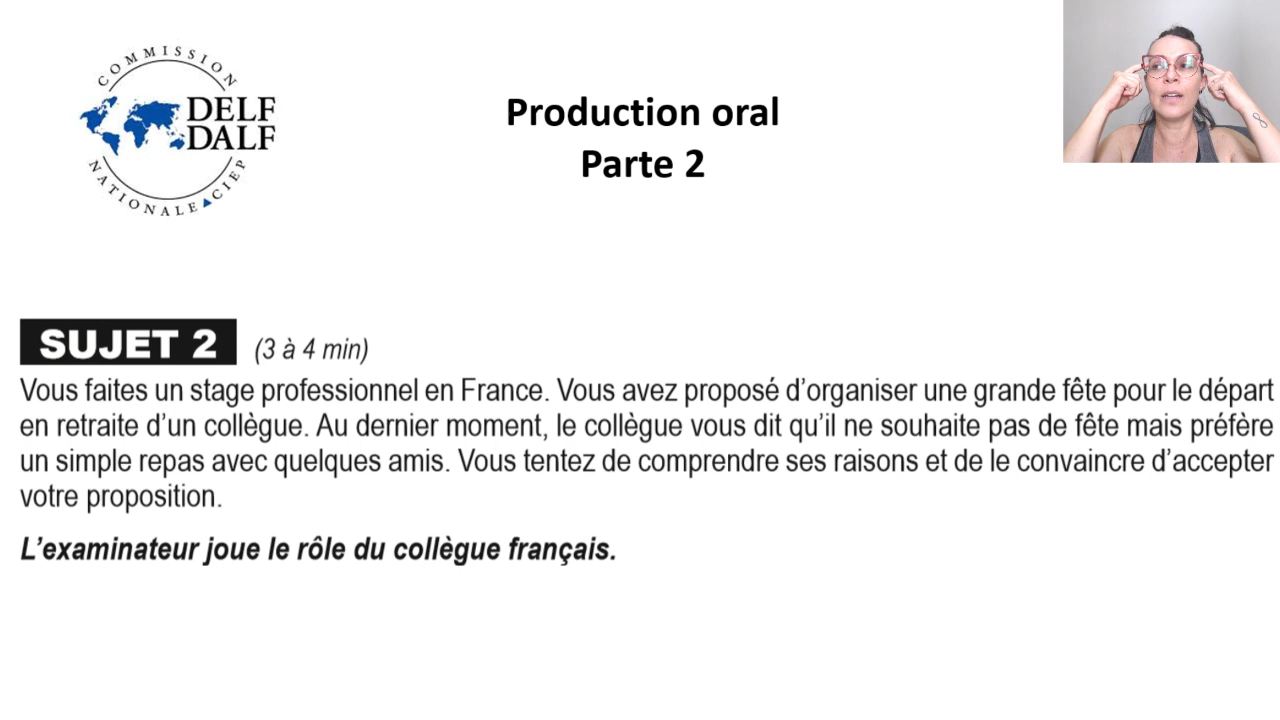 COMMISSION
DELF
DALF
NATIONALE CIEP
Production oral
Parte 2
SUJET 2 (3 à 4 min)
Vous faites un stage professionnel en France. Vous avez proposé d’organiser une grande fête pour le départ
en retraite d’un collègue. Au dernier moment, le collègue vous dit qu’il ne souhaite pas de fête mais préfère
un simple repas avec quelques amis. Vous tentez de comprendre ses raisons et de le convaincre d’accepter
votre proposition.
L’examinateur joue le rôle du collègue français.